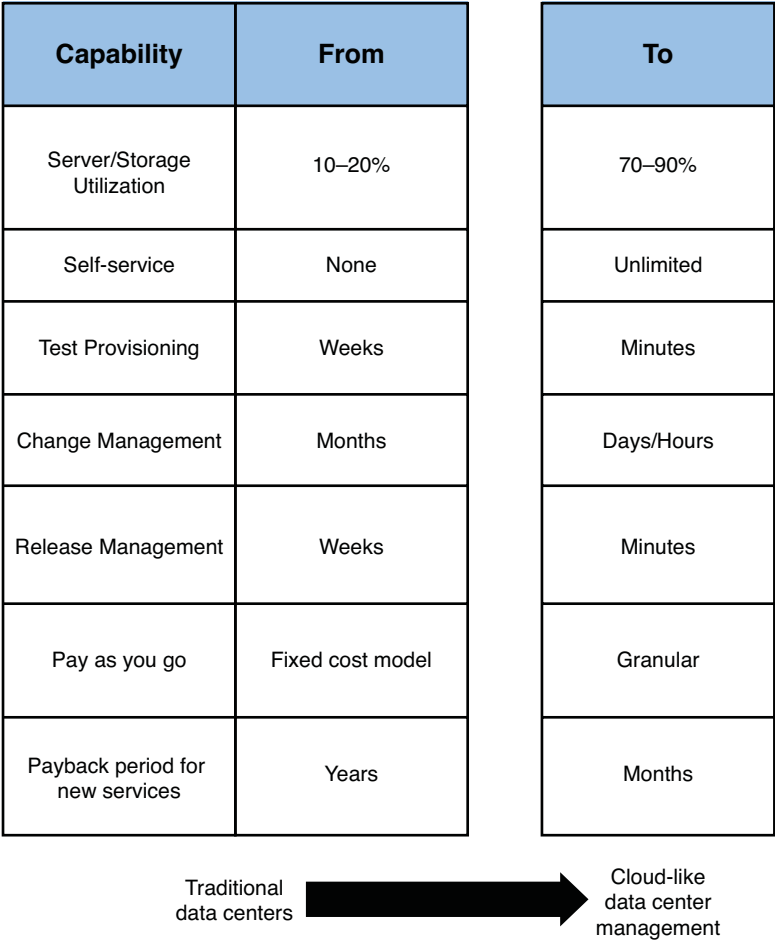 Capability From To
Server/Storage
Utilization
10–20% 70–90%
Self-service None Unlimited
Test Provisioning Weeks Minutes
Change Management Months Days/Hours
Release Management Weeks Minutes
Pay as you go Fixed cost model Granular
Payback period for
new services
Years Months
Traditional
data centers
Cloud-like
data center
management